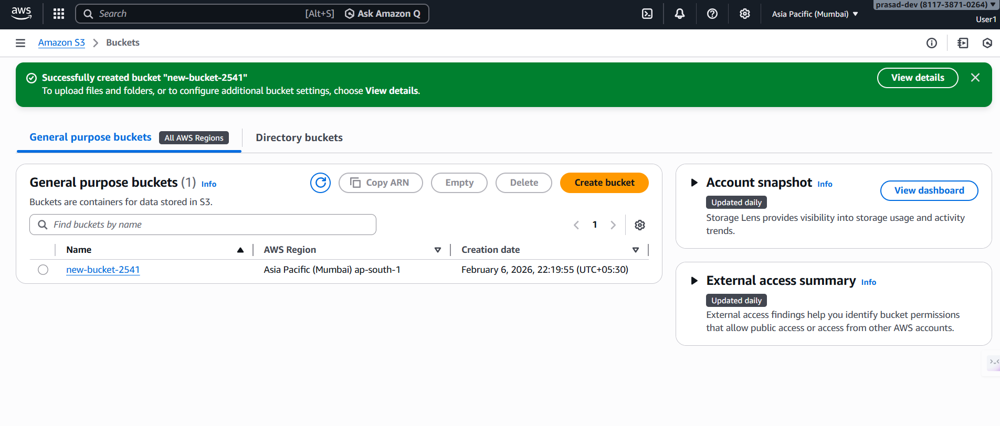 aws
Search [Alt+S] Ask Amazon Q
Asia Pacific (Mumbai)
prasad-dev (8117-3871-0264)
User1
Amazon S3 Buckets
Successfully created bucket "new-bucket-2541"
To upload files and folders, or to configure additional bucket settings, choose View details.
View details
General purpose buckets All AWS Regions Directory buckets
General purpose buckets (1) Info
Copy ARN Empty Delete Create bucket
Buckets are containers for data stored in S3.
Find buckets by name
1
Name AWS Region Creation date
new-bucket-2541 Asia Pacific (Mumbai) ap-south-1 February 6, 2026, 22:19:55 (UTC+05:30)
Account snapshot Info
View dashboard
Updated daily
Storage Lens provides visibility into storage usage and activity
trends.
External access summary Info
Updated daily
External access findings help you identify bucket permissions
that allow public access or access from other AWS accounts.